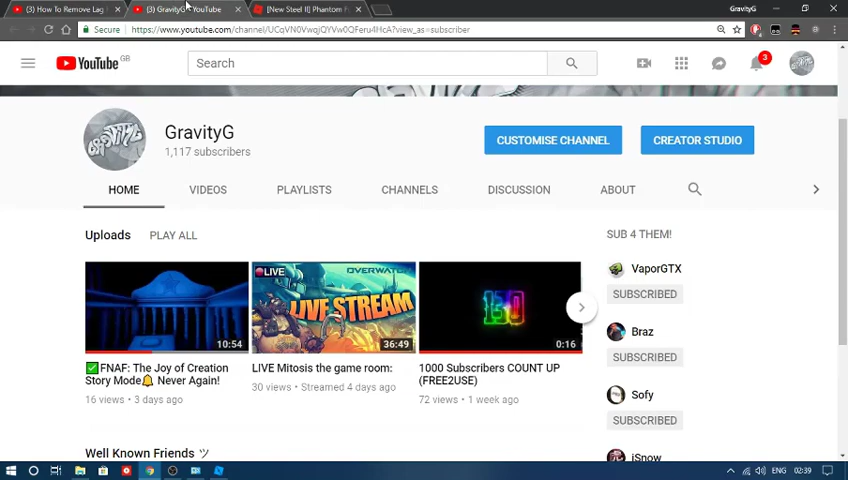 (3) How To Remove Lag
(3) GravityG - YouTube
[New Steel II] Phantom F
GravityG
Secure
https://www.youtube.com/channel/UCqVN0VwqjQYVw0QFeru4HcA?view_as=subscriber
YouTube GB
Search
3
GravityG
1,117 subscribers
CUSTOMISE CHANNEL
CREATOR STUDIO
HOME
VIDEOS
PLAYLISTS
CHANNELS
DISCUSSION
ABOUT
Uploads
PLAY ALL
SUB 4 THEM!
10:54
LIVE
OVERWATCH
LIVE STREAM
36:49
0:16
✅FNAF: The Joy of Creation
Story Mode🔔 Never Again!
16 views • 3 days ago
LIVE Mitosis the game room:
30 views • Streamed 4 days ago
1000 Subscribers COUNT UP
(FREE2USE)
72 views • 1 week ago
VaporGTX
SUBSCRIBED
Braz
SUBSCRIBED
Sofy
SUBSCRIBED
iSnow
Well Known Friends ツ
ENG
02:39